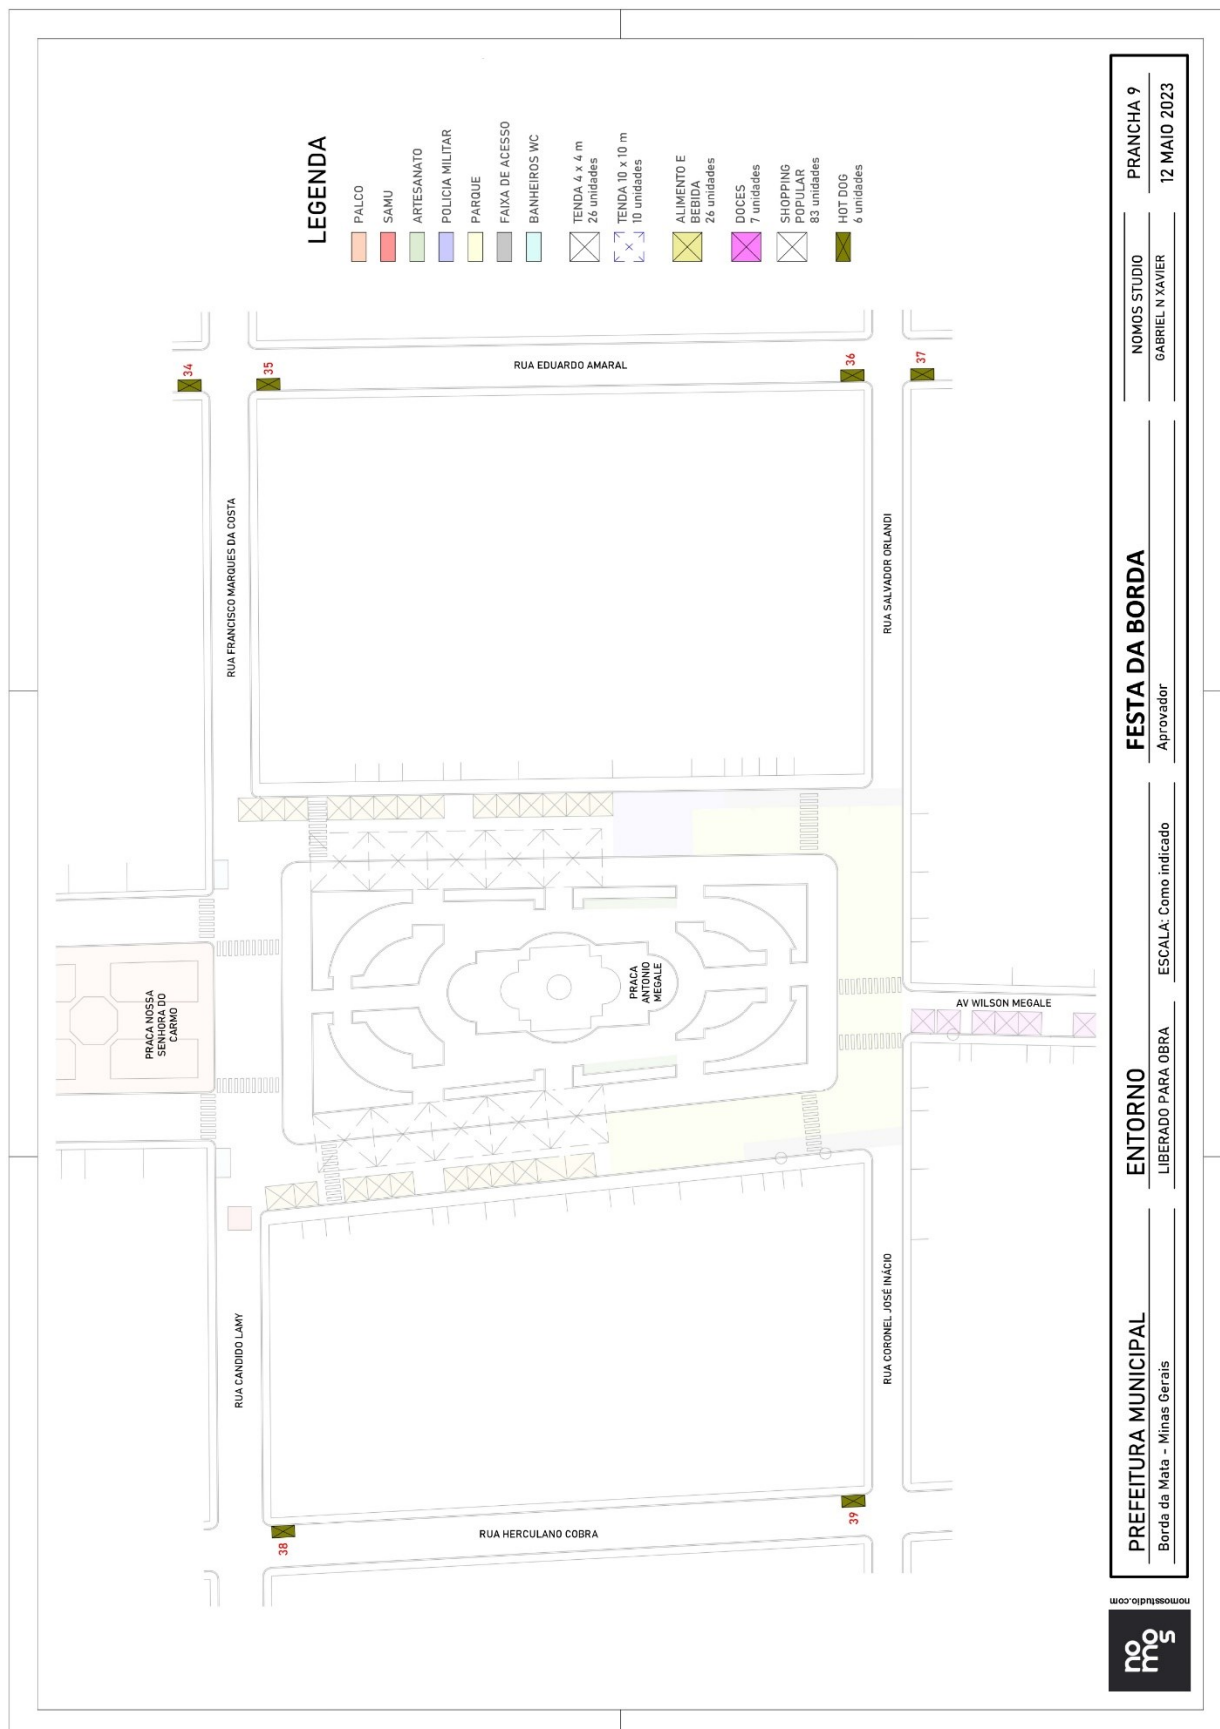 LEGENDA
PALCO
SAMU
ARTESANATO
POLICIA MILITAR
PARQUE
FAIXA DE ACESSO
BANHEIROS WC
TENDA 4 x 4 m
26 unidades
TENDA 10 x 10 m
10 unidades
ALIMENTO E
BEBIDA
26 unidades
DOCES
7 unidades
SHOPPING
POPULAR
83 unidades
HOT DOG
6 unidades
34
35
36
37
38
39
RUA EDUARDO AMARAL
RUA FRANCISCO MARQUES DA COSTA
RUA SALVADOR ORLANDI
PRACA NOSSA
SENHORA DO
CARMO
PRACA
ANTONIO
MEGALE
AV WILSON MEGALE
RUA CANDIDO LAMY
RUA CORONEL JOSÉ INÁCIO
RUA HERCULANO COBRA
nomos
nomosstudio.com
PREFEITURA MUNICIPAL
Borda da Mata - Minas Gerais
ENTORNO
LIBERADO PARA OBRA
ESCALA: Como indicado
FESTA DA BORDA
Aprovador
NOMOS STUDIO
GABRIEL N XAVIER
PRANCHA 9
12 MAIO 2023